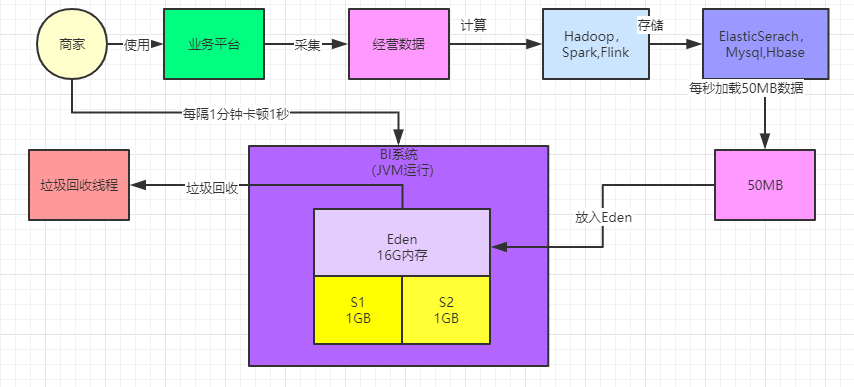 商家
使用
业务平台
采集
经营数据
计算
Hadoop，
Spark,Flink
存储
ElasticSerach，
Mysql,Hbase
每秒加载50MB数据
每隔1分钟卡顿1秒
BI系统
(JVM运行)
垃圾回收线程
垃圾回收
50MB
放入Eden
Eden
16G内存
S1
1GB
S2
1GB